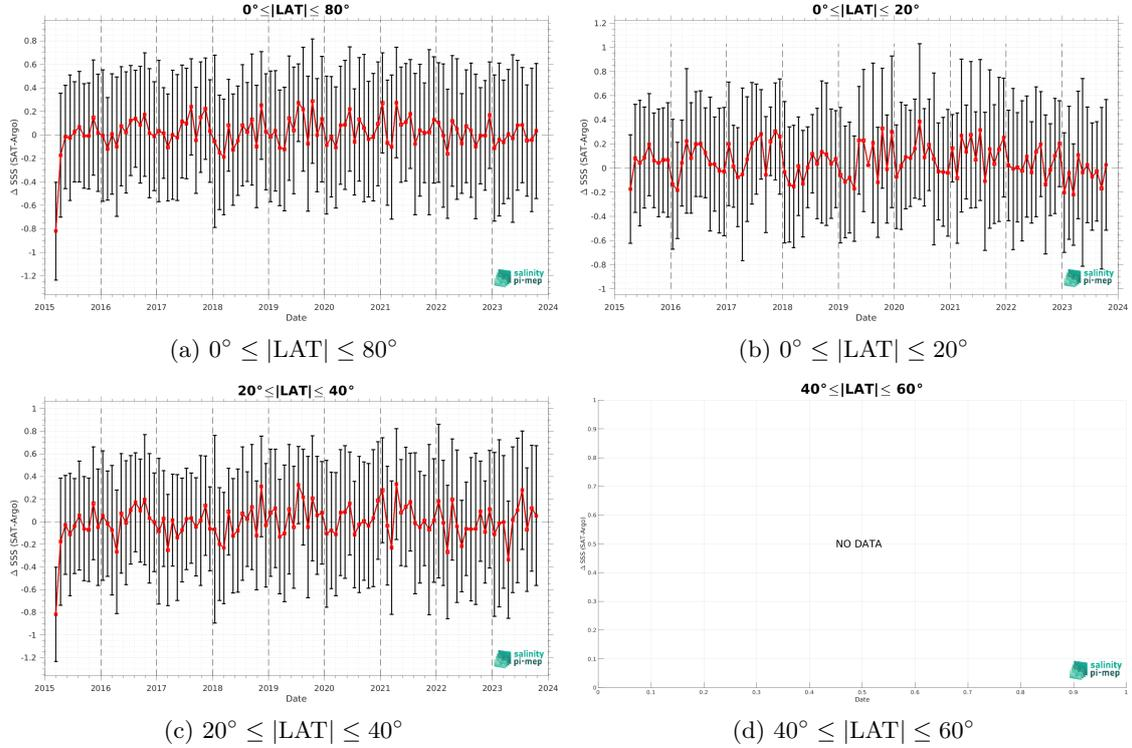 0°≤|LAT|≤ 80°
Δ SSS (SAT-Argo)
0.8
0.6
0.4
0.2
0
-0.2
-0.4
-0.6
-0.8
-1
-1.2
2015 2016 2017 2018 2019 2020 2021 2022 2023 2024
Date
salinity
pi-mep
(a) 0° ≤ |LAT| ≤ 80°
0°≤|LAT|≤ 20°
Δ SSS (SAT-Argo)
1.2
1
0.8
0.6
0.4
0.2
0
-0.2
-0.4
-0.6
-0.8
-1
2015 2016 2017 2018 2019 2020 2021 2022 2023 2024
Date
salinity
pi-mep
(b) 0° ≤ |LAT| ≤ 20°
20°≤|LAT|≤ 40°
Δ SSS (SAT-Argo)
1
0.8
0.6
0.4
0.2
0
-0.2
-0.4
-0.6
-0.8
-1
-1.2
2015 2016 2017 2018 2019 2020 2021 2022 2023 2024
Date
salinity
pi-mep
(c) 20° ≤ |LAT| ≤ 40°
40°≤|LAT|≤ 60°
Δ SSS (SAT-Argo)
1
0.9
0.8
0.7
0.6
0.5
0.4
0.3
0.2
0.1
0
NO DATA
0 0.1 0.2 0.3 0.4 0.5 0.6 0.7 0.8 0.9 1
Date
salinity
pi-mep
(d) 40° ≤ |LAT| ≤ 60°